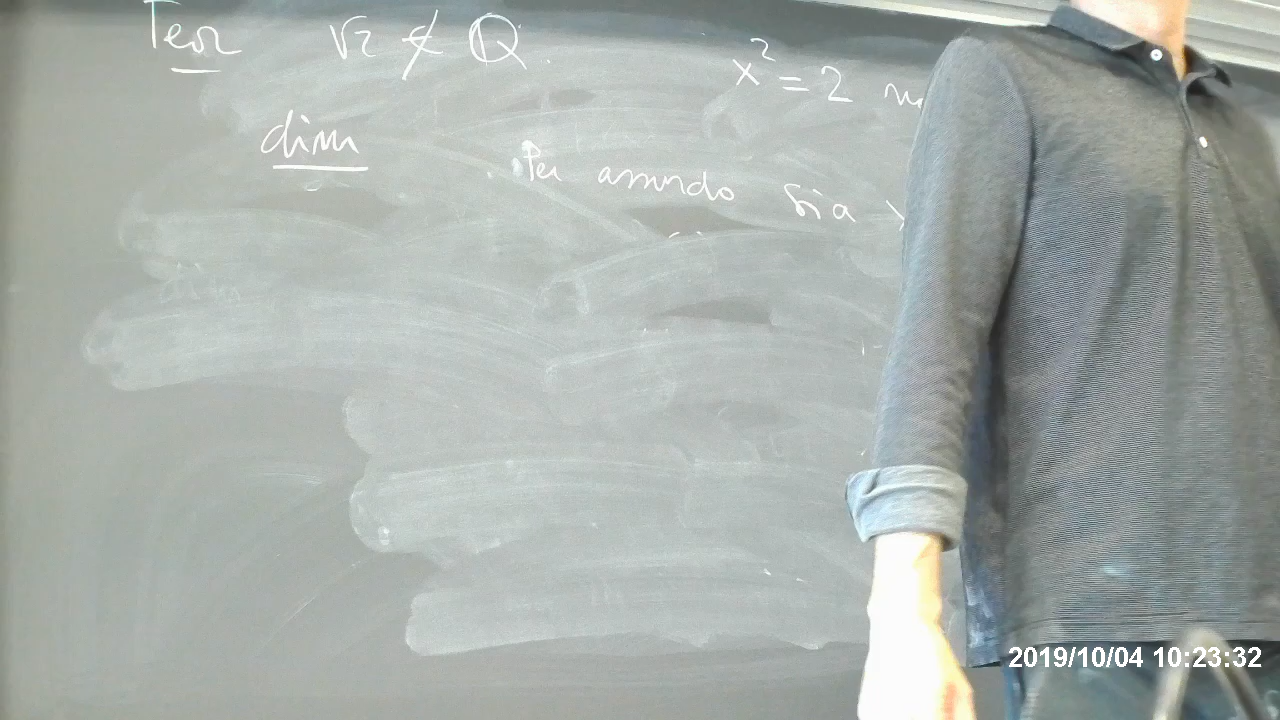 Teor √2 ∉ ℚ.
x² = 2
dim
Per assurdo sia
2019/10/04 10:23:32